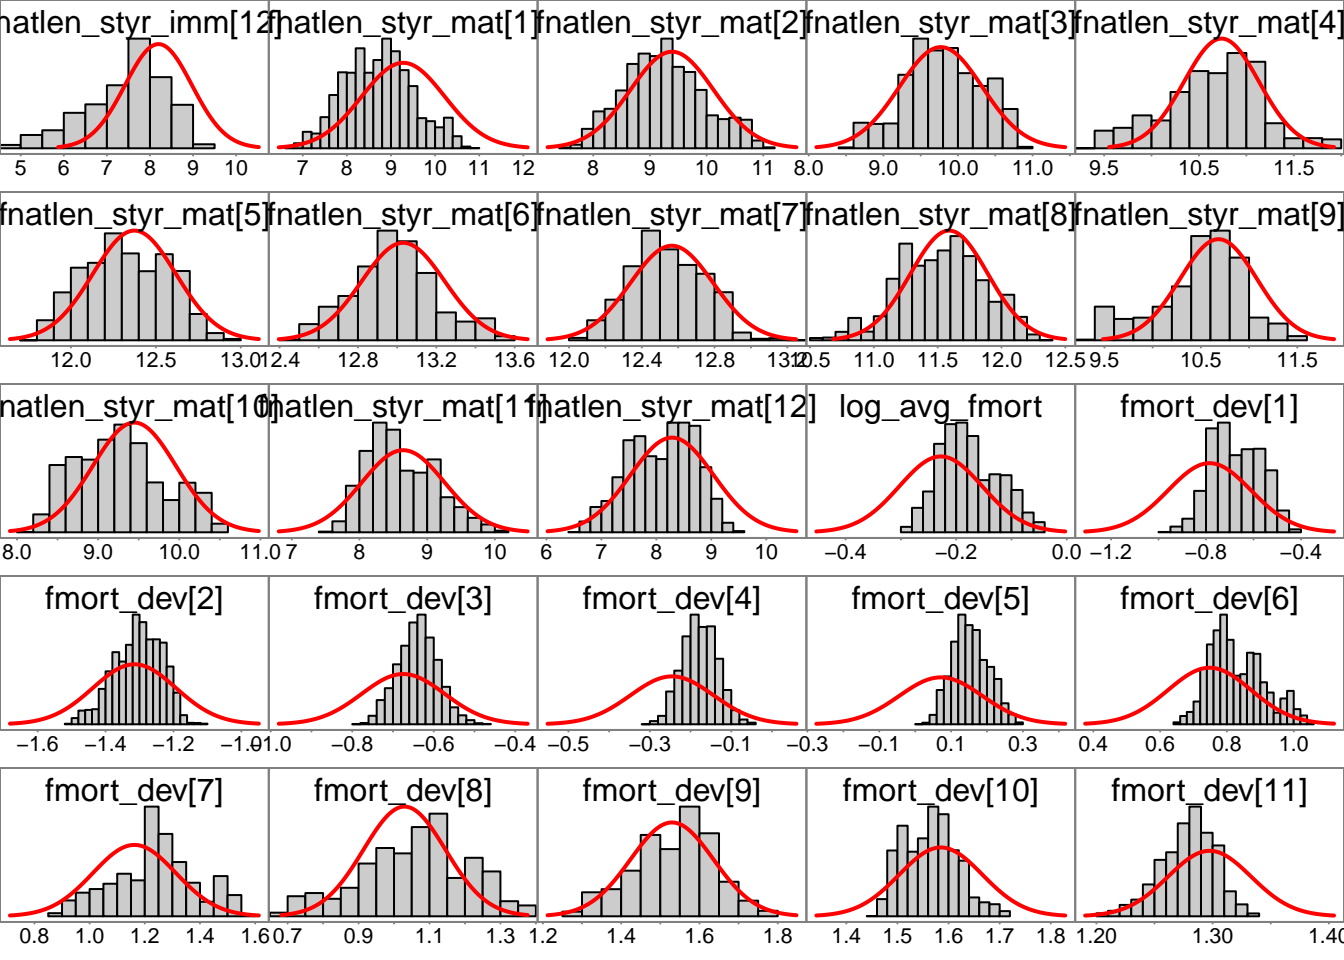 natlen_styr_imm[12] fnatlen_styr_mat[1] fnatlen_styr_mat[2] fnatlen_styr_mat[3] fnatlen_styr_mat[4]
5 6 7 8 9 10 7 8 9 10 11 12 8 9 10 11 8.0 9.0 10.0 11.0 9.5 10.5 11.5
fnatlen_styr_mat[5] fnatlen_styr_mat[6] fnatlen_styr_mat[7] fnatlen_styr_mat[8] fnatlen_styr_mat[9]
12.0 12.5 13.0 12.4 12.8 13.2 13.6 12.0 12.4 12.8 13.2 10.5 11.0 11.5 12.0 12.5 9.5 10.5 11.5
natlen_styr_mat[10] fnatlen_styr_mat[11] fnatlen_styr_mat[12] log_avg_fmort fmort_dev[1]
8.0 9.0 10.0 11.0 7 8 9 10 6 7 8 9 10 −0.4 −0.2 0.0 −1.2 −0.8 −0.4
fmort_dev[2] fmort_dev[3] fmort_dev[4] fmort_dev[5] fmort_dev[6]
−1.6 −1.4 −1.2 −1.0 −0.8 −0.6 −0.4 −0.5 −0.3 −0.1 −0.3 −0.1 0.1 0.3 0.4 0.6 0.8 1.0
fmort_dev[7] fmort_dev[8] fmort_dev[9] fmort_dev[10] fmort_dev[11]
0.8 1.0 1.2 1.4 1.6 0.7 0.9 1.1 1.3 1.2 1.4 1.6 1.8 1.4 1.5 1.6 1.7 1.8 1.20 1.30 1.40